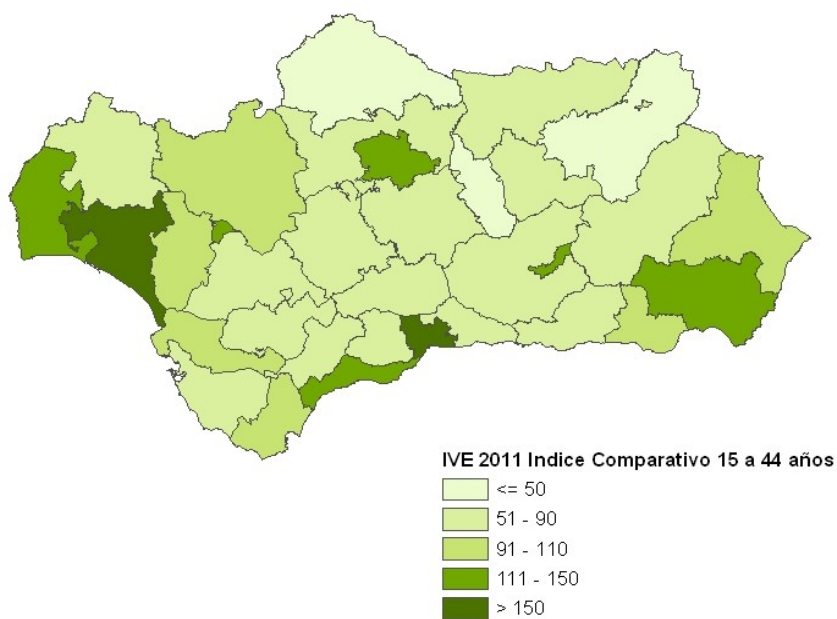 IVE 2011 Indice Comparativo 15 a 44 años
<= 50
51 - 90
91 - 110
111 - 150
> 150